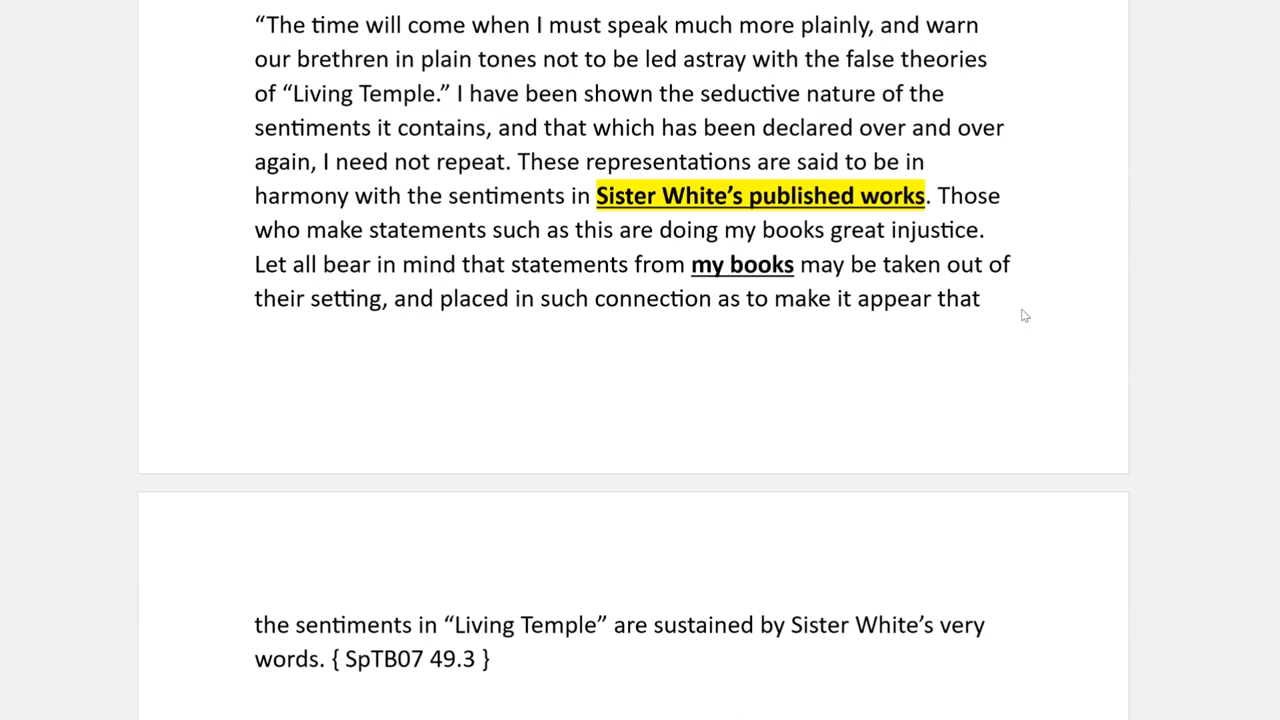 “The time will come when I must speak much more plainly, and warn
our brethren in plain tones not to be led astray with the false theories
of “Living Temple.” I have been shown the seductive nature of the
sentiments it contains, and that which has been declared over and over
again, I need not repeat. These representations are said to be in
harmony with the sentiments in Sister White’s published works. Those
who make statements such as this are doing my books great injustice.
Let all bear in mind that statements from my books may be taken out of
their setting, and placed in such connection as to make it appear that
the sentiments in “Living Temple” are sustained by Sister White’s very
words. { SpTB07 49.3 }